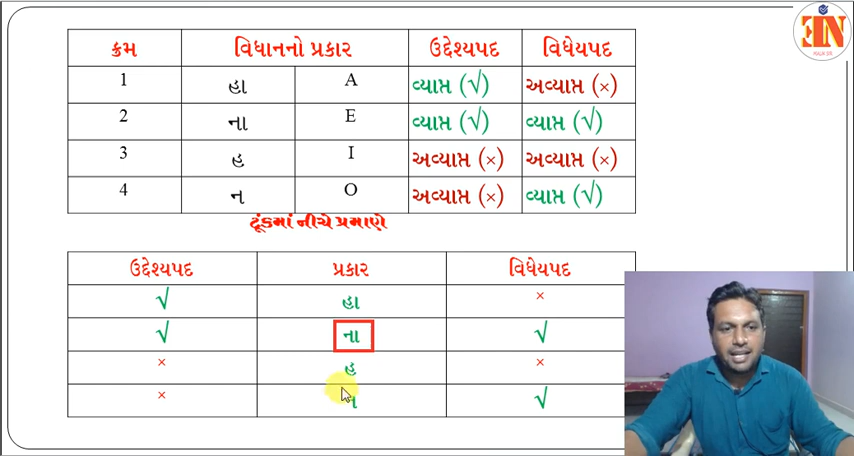 ક્રમ વિધાનનો પ્રકાર ઉદ્દેશ્યપદ વિધેયપદ
1 હા A વ્યાપ્ત (√) અવ્યાપ્ત (×)
2 ના E વ્યાપ્ત (√) વ્યાપ્ત (√)
3 હ I અવ્યાપ્ત (×) અવ્યાપ્ત (×)
4 ન O અવ્યાપ્ત (×) વ્યાપ્ત (√)
ટૂંકમાં નીચે પ્રમાણે
ઉદ્દેશ્યપદ પ્રકાર વિધેયપદ
√ હા ×
√ ના √
× હ ×
× ન √